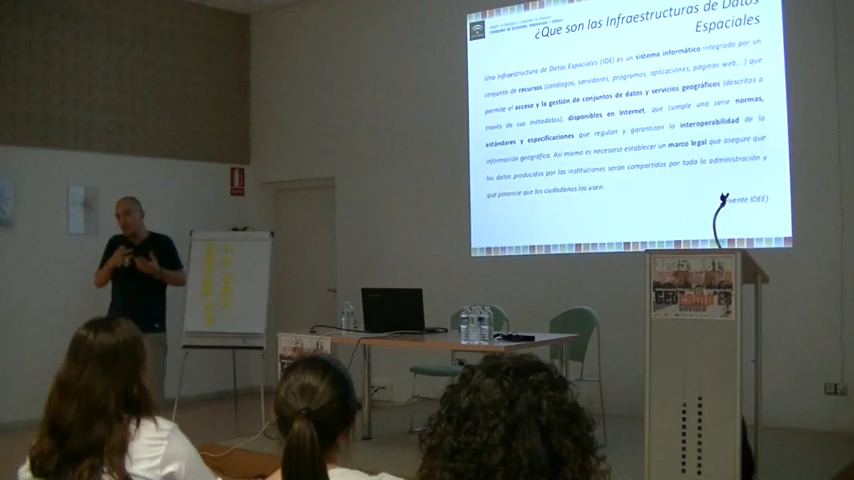 ¿Que son las Infraestructuras de Datos
Espaciales
Una Infraestructura de Datos Espaciales (IDE) es un sistema informático integrado por un
conjunto de recursos (catálogos, servidores, programas, aplicaciones, páginas web,...) que
permite el acceso y la gestión de conjuntos de datos y servicios geográficos (descritos a
través de sus metadatos), disponibles en Internet, que cumple una serie normas,
estándares y especificaciones que regulan y garantizan la interoperabilidad de la
información geográfica. Así mismo es necesario establecer un marco legal que asegure que
los datos producidos por las instituciones serán compartidos por toda la administración y
que potencie que los ciudadanos los usen.
uente IDEE)